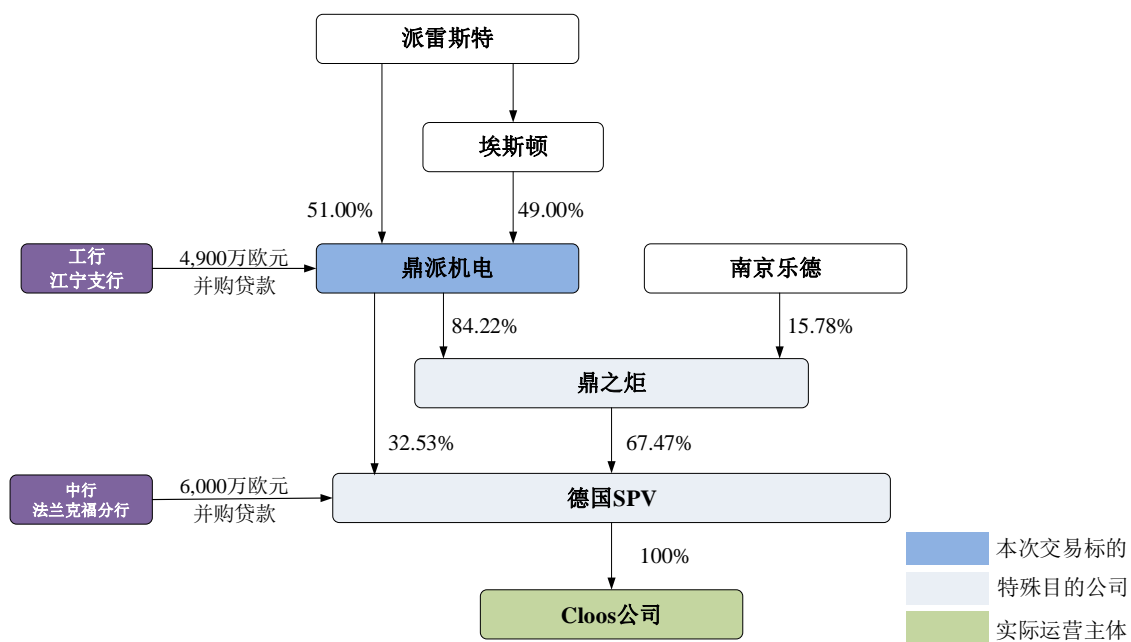 派雷斯特
埃斯顿
51.00%
49.00%
工行
江宁支行
4,900万欧元
并购贷款
鼎派机电
南京乐德
84.22%
15.78%
鼎之炬
32.53%
67.47%
中行
法兰克福分行
6,000万欧元
并购贷款
德国SPV
100%
Cloos公司
本次交易标的
特殊目的公司
实际运营主体